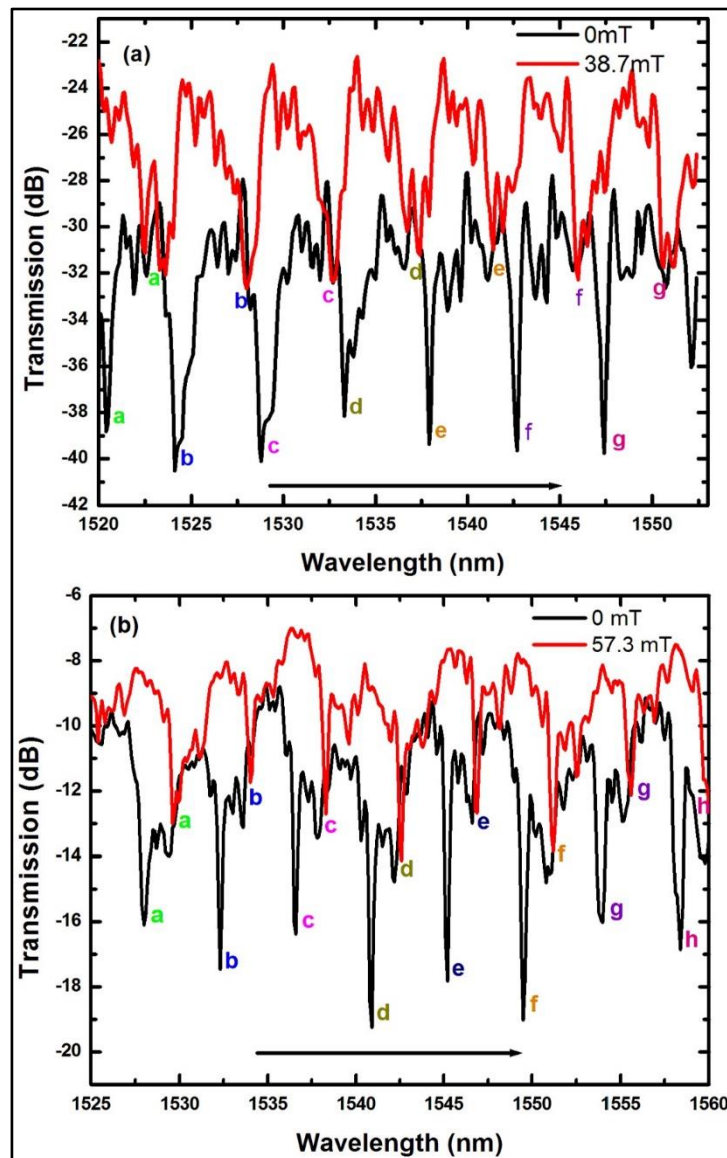 (a)
0mT
38.7mT
-22
-24
-26
-28
-30
-32
-34
-36
-38
-40
-42
Transmission (dB)
a
b
c
d
e
f
g
a
b
c
d
e
f
g
1520 1525 1530 1535 1540 1545 1550
Wavelength (nm)
(b)
0 mT
57.3 mT
-6
-8
-10
-12
-14
-16
-18
-20
Transmission (dB)
a
b
c
d
e
f
g
h
a
b
c
d
e
f
g
h
1525 1530 1535 1540 1545 1550 1555 1560
Wavelength (nm)